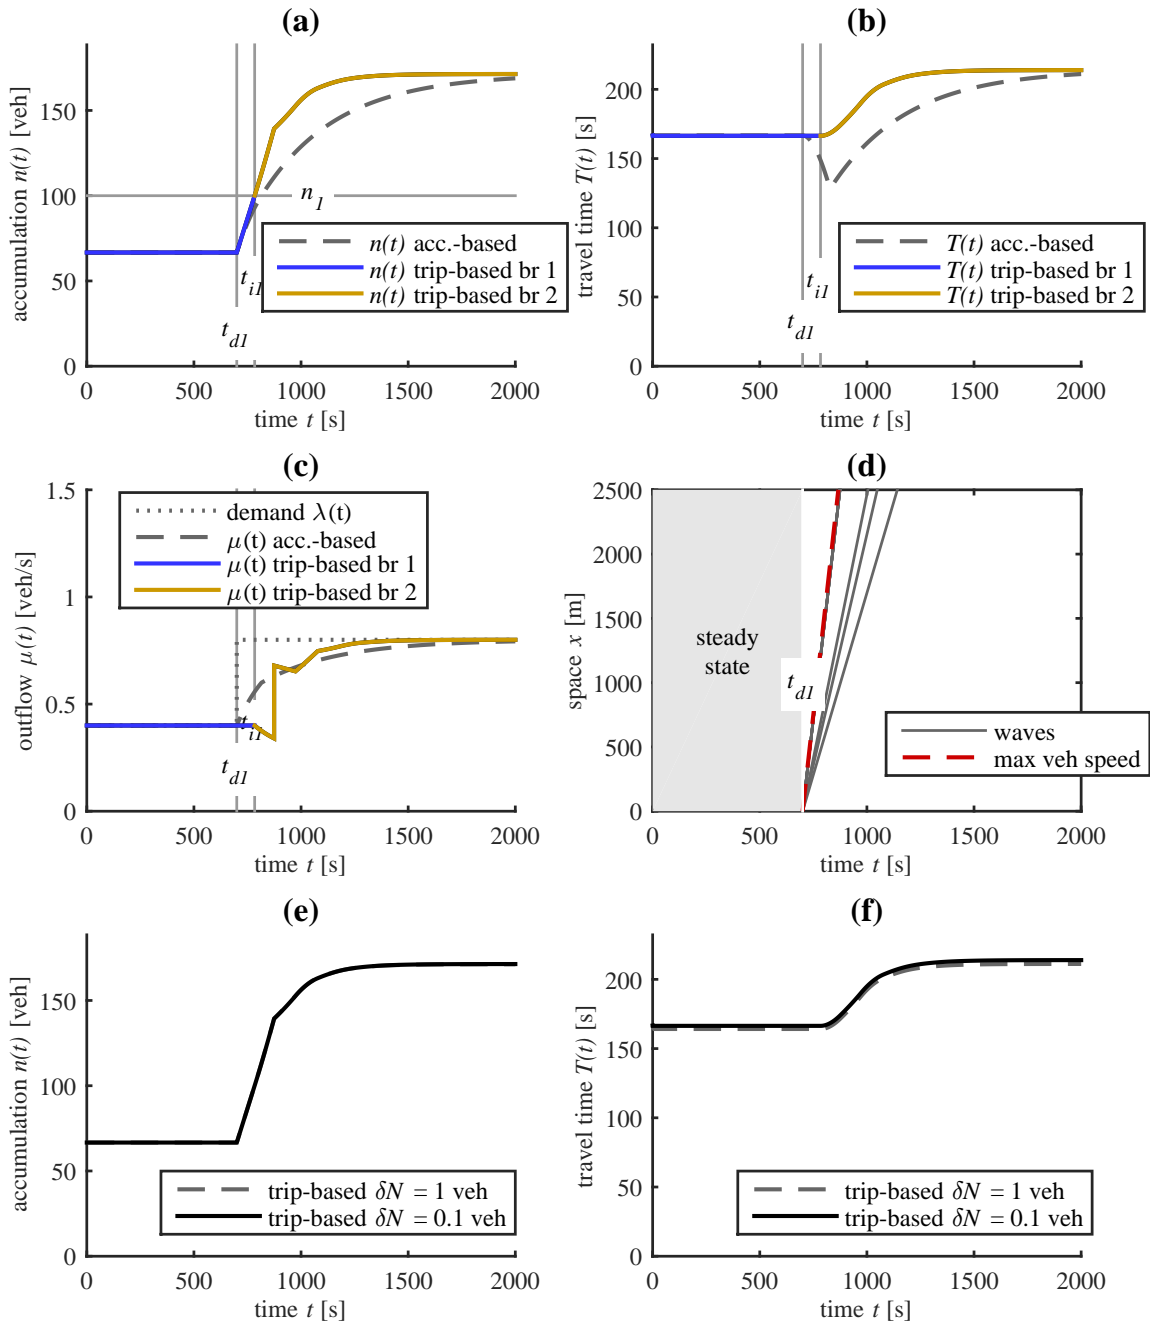 (a)
accumulation n(t) [veh]
150
100
50
0
n1
ti1
td1
n(t) acc.-based
n(t) trip-based br 1
n(t) trip-based br 2
0 500 1000 1500 2000
time t [s]
(b)
travel time T(t) [s]
200
150
100
50
0
ti1
td1
T(t) acc.-based
T(t) trip-based br 1
T(t) trip-based br 2
0 500 1000 1500 2000
time t [s]
(c)
outflow μ(t) [veh/s]
1.5
1
0.5
0
demand λ(t)
μ(t) acc.-based
μ(t) trip-based br 1
μ(t) trip-based br 2
ti1
td1
0 500 1000 1500 2000
time t [s]
(d)
space x [m]
2500
2000
1500
1000
500
0
steady
state
td1
waves
max veh speed
0 500 1000 1500 2000
time t [s]
(e)
accumulation n(t) [veh]
150
100
50
0
trip-based δN = 1 veh
trip-based δN = 0.1 veh
0 500 1000 1500 2000
time t [s]
(f)
travel time T(t) [s]
200
150
100
50
0
trip-based δN = 1 veh
trip-based δN = 0.1 veh
0 500 1000 1500 2000
time t [s]